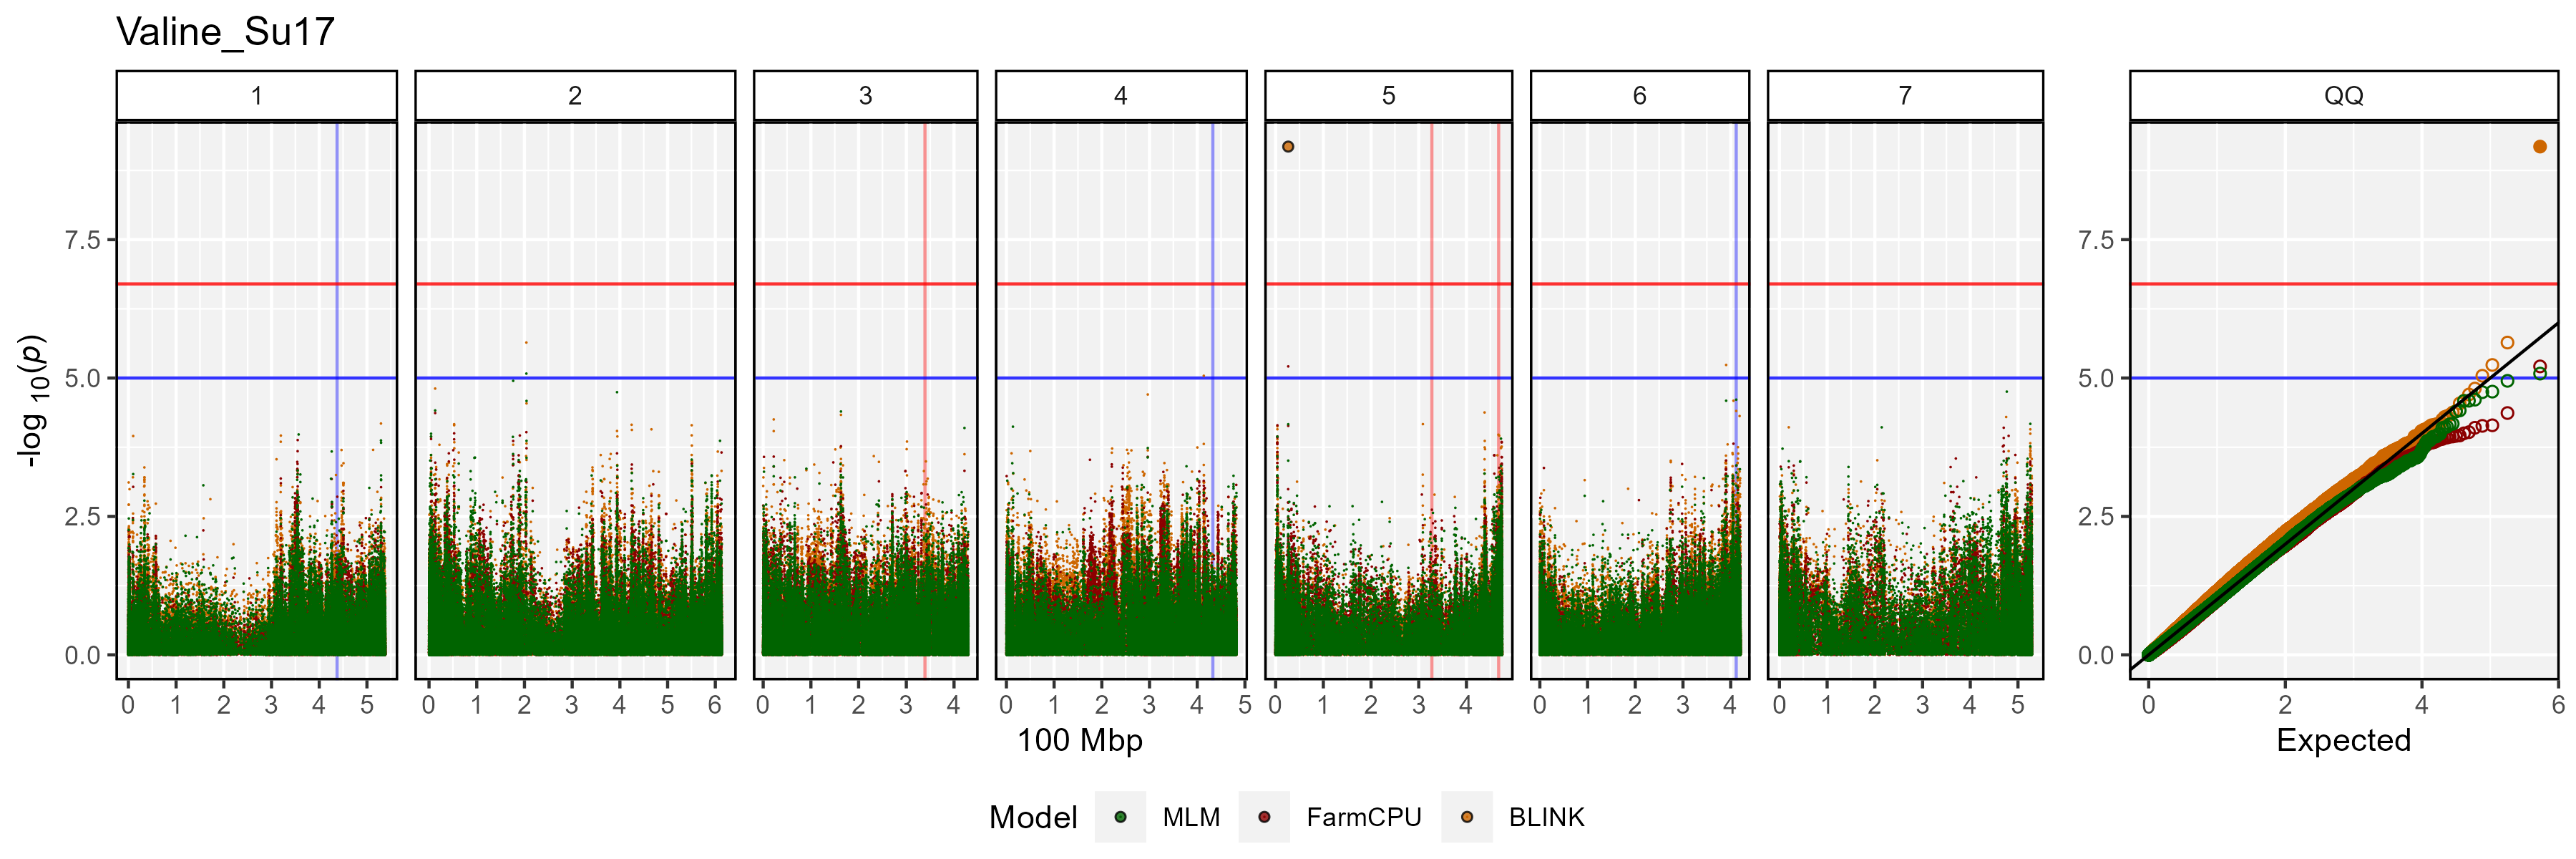 Valine_Su17
1 2 3 4 5 6 7 QQ
7.5 7.5
5.0 5.0
2.5 2.5
0.0 0.0
-log 10(p)
0 1 2 3 4 5 0 1 2 3 4 5 6 0 1 2 3 4 0 1 2 3 4 5 0 1 2 3 4 0 1 2 3 4 0 1 2 3 4 5 0 2 4 6
100 Mbp Expected
Model MLM FarmCPU BLINK